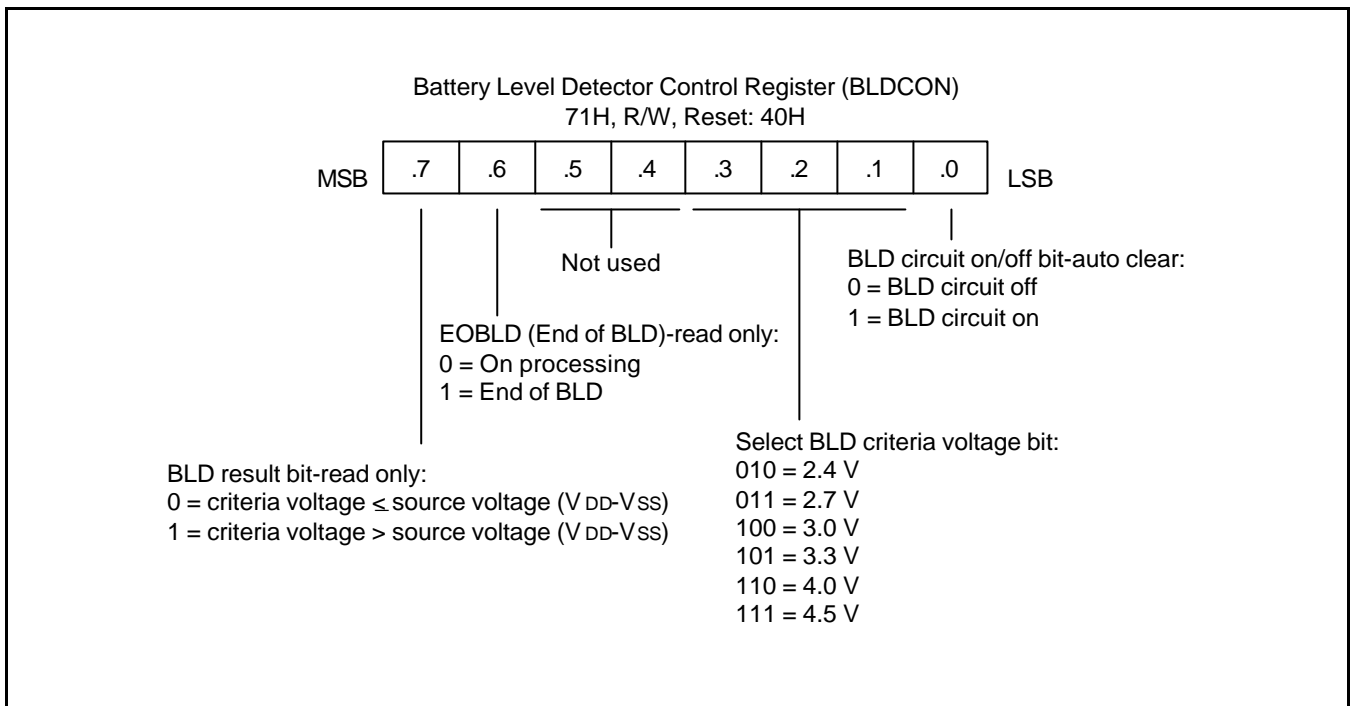 Battery Level Detector Control Register (BLDCON)
71H, R/W, Reset: 40H
MSB .7 .6 .5 .4 .3 .2 .1 .0 LSB
Not used
BLD circuit on/off bit-auto clear:
0 = BLD circuit off
1 = BLD circuit on
EOBLD (End of BLD)-read only:
0 = On processing
1 = End of BLD
Select BLD criteria voltage bit:
010 = 2.4 V
011 = 2.7 V
100 = 3.0 V
101 = 3.3 V
110 = 4.0 V
111 = 4.5 V
BLD result bit-read only:
0 = criteria voltage ≤ source voltage (VDD-VSS)
1 = criteria voltage > source voltage (VDD-VSS)